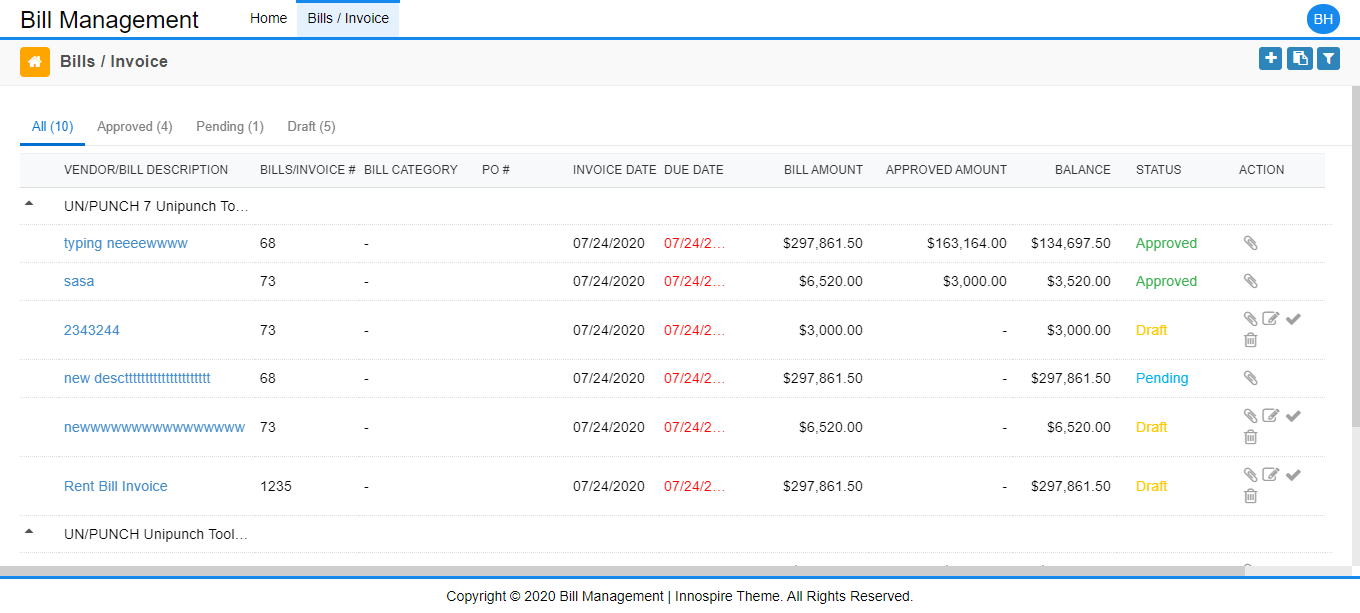 Bill Management Home Bills / Invoice BH
Bills / Invoice
All (10) Approved (4) Pending (1) Draft (5)
VENDOR/BILL DESCRIPTION BILLS/INVOICE # BILL CATEGORY PO # INVOICE DATE DUE DATE BILL AMOUNT APPROVED AMOUNT BALANCE STATUS ACTION
UN/PUNCH 7 Unipunch To...
typing neeeewwww 68 - 07/24/2020 07/24/2... $297,861.50 $163,164.00 $134,697.50 Approved
sasa 73 - 07/24/2020 07/24/2... $6,520.00 $3,000.00 $3,520.00 Approved
2343244 73 - 07/24/2020 07/24/2... $3,000.00 - $3,000.00 Draft
new desctttttttttttttttttttttt 68 - 07/24/2020 07/24/2... $297,861.50 - $297,861.50 Pending
newwwwwwwwwwwwwwww 73 - 07/24/2020 07/24/2... $6,520.00 - $6,520.00 Draft
Rent Bill Invoice 1235 - 07/24/2020 07/24/2... $297,861.50 - $297,861.50 Draft
UN/PUNCH Unipunch Tool...
Copyright © 2020 Bill Management | Innospire Theme. All Rights Reserved.